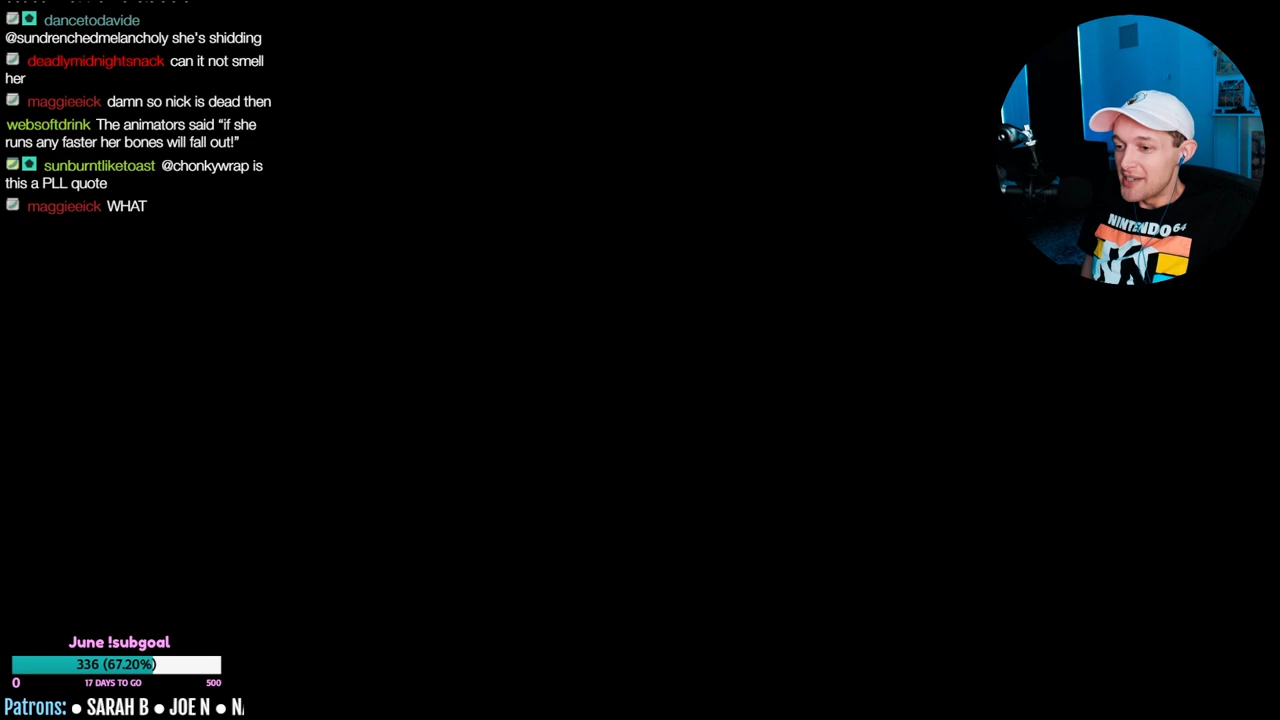 dancetodavide
@sundrenchedmelancholy she's shidding
deadlymidnightsnack can it not smell
her
maggieeick damn so nick is dead then
websoftdrink The animators said “if she
runs any faster her bones will fall out!”
sunburntliketoast @chonkywrap is
this a PLL quote
maggieeick WHAT
NINTENDO 64
June !subgoal
336 (67.20%)
0 17 DAYS TO GO 500
Patrons: ● SARAH B ● JOE N ●